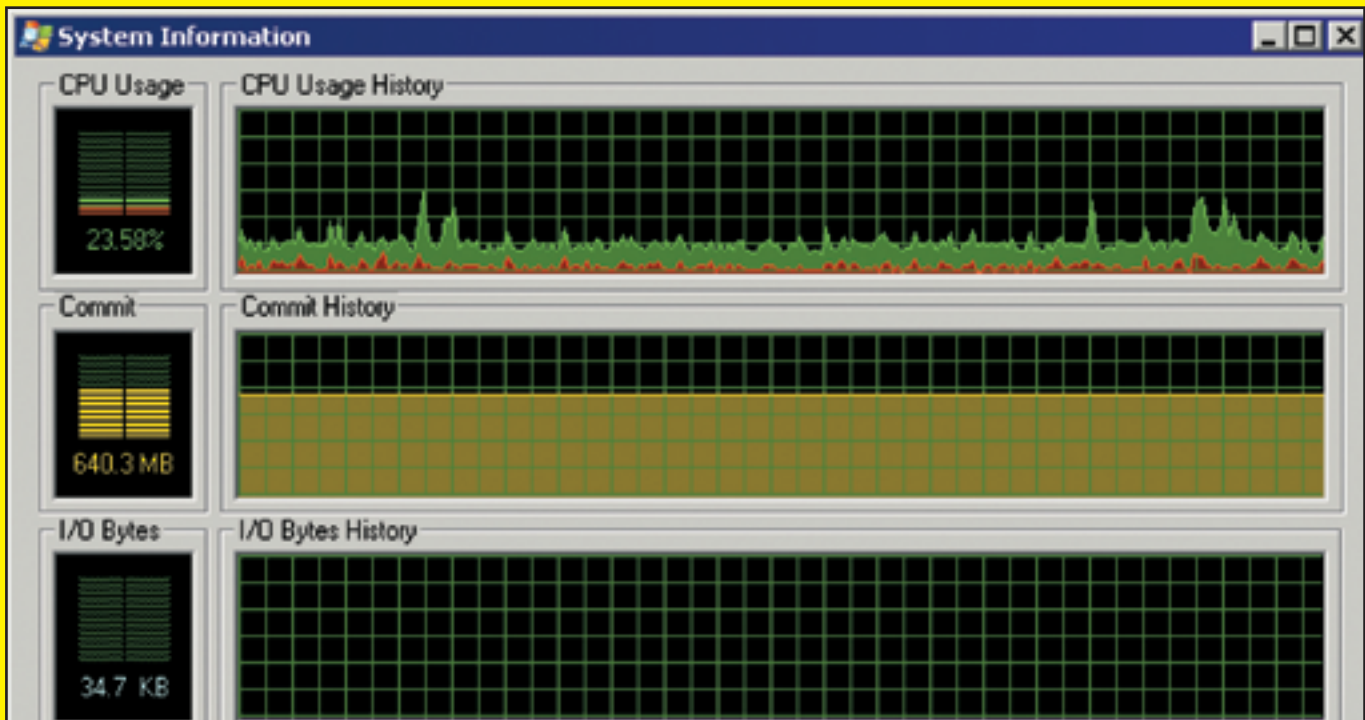 System Information
CPU Usage
CPU Usage History
23.58%
Commit
Commit History
640.3 MB
I/O Bytes
I/O Bytes History
34.7 KB